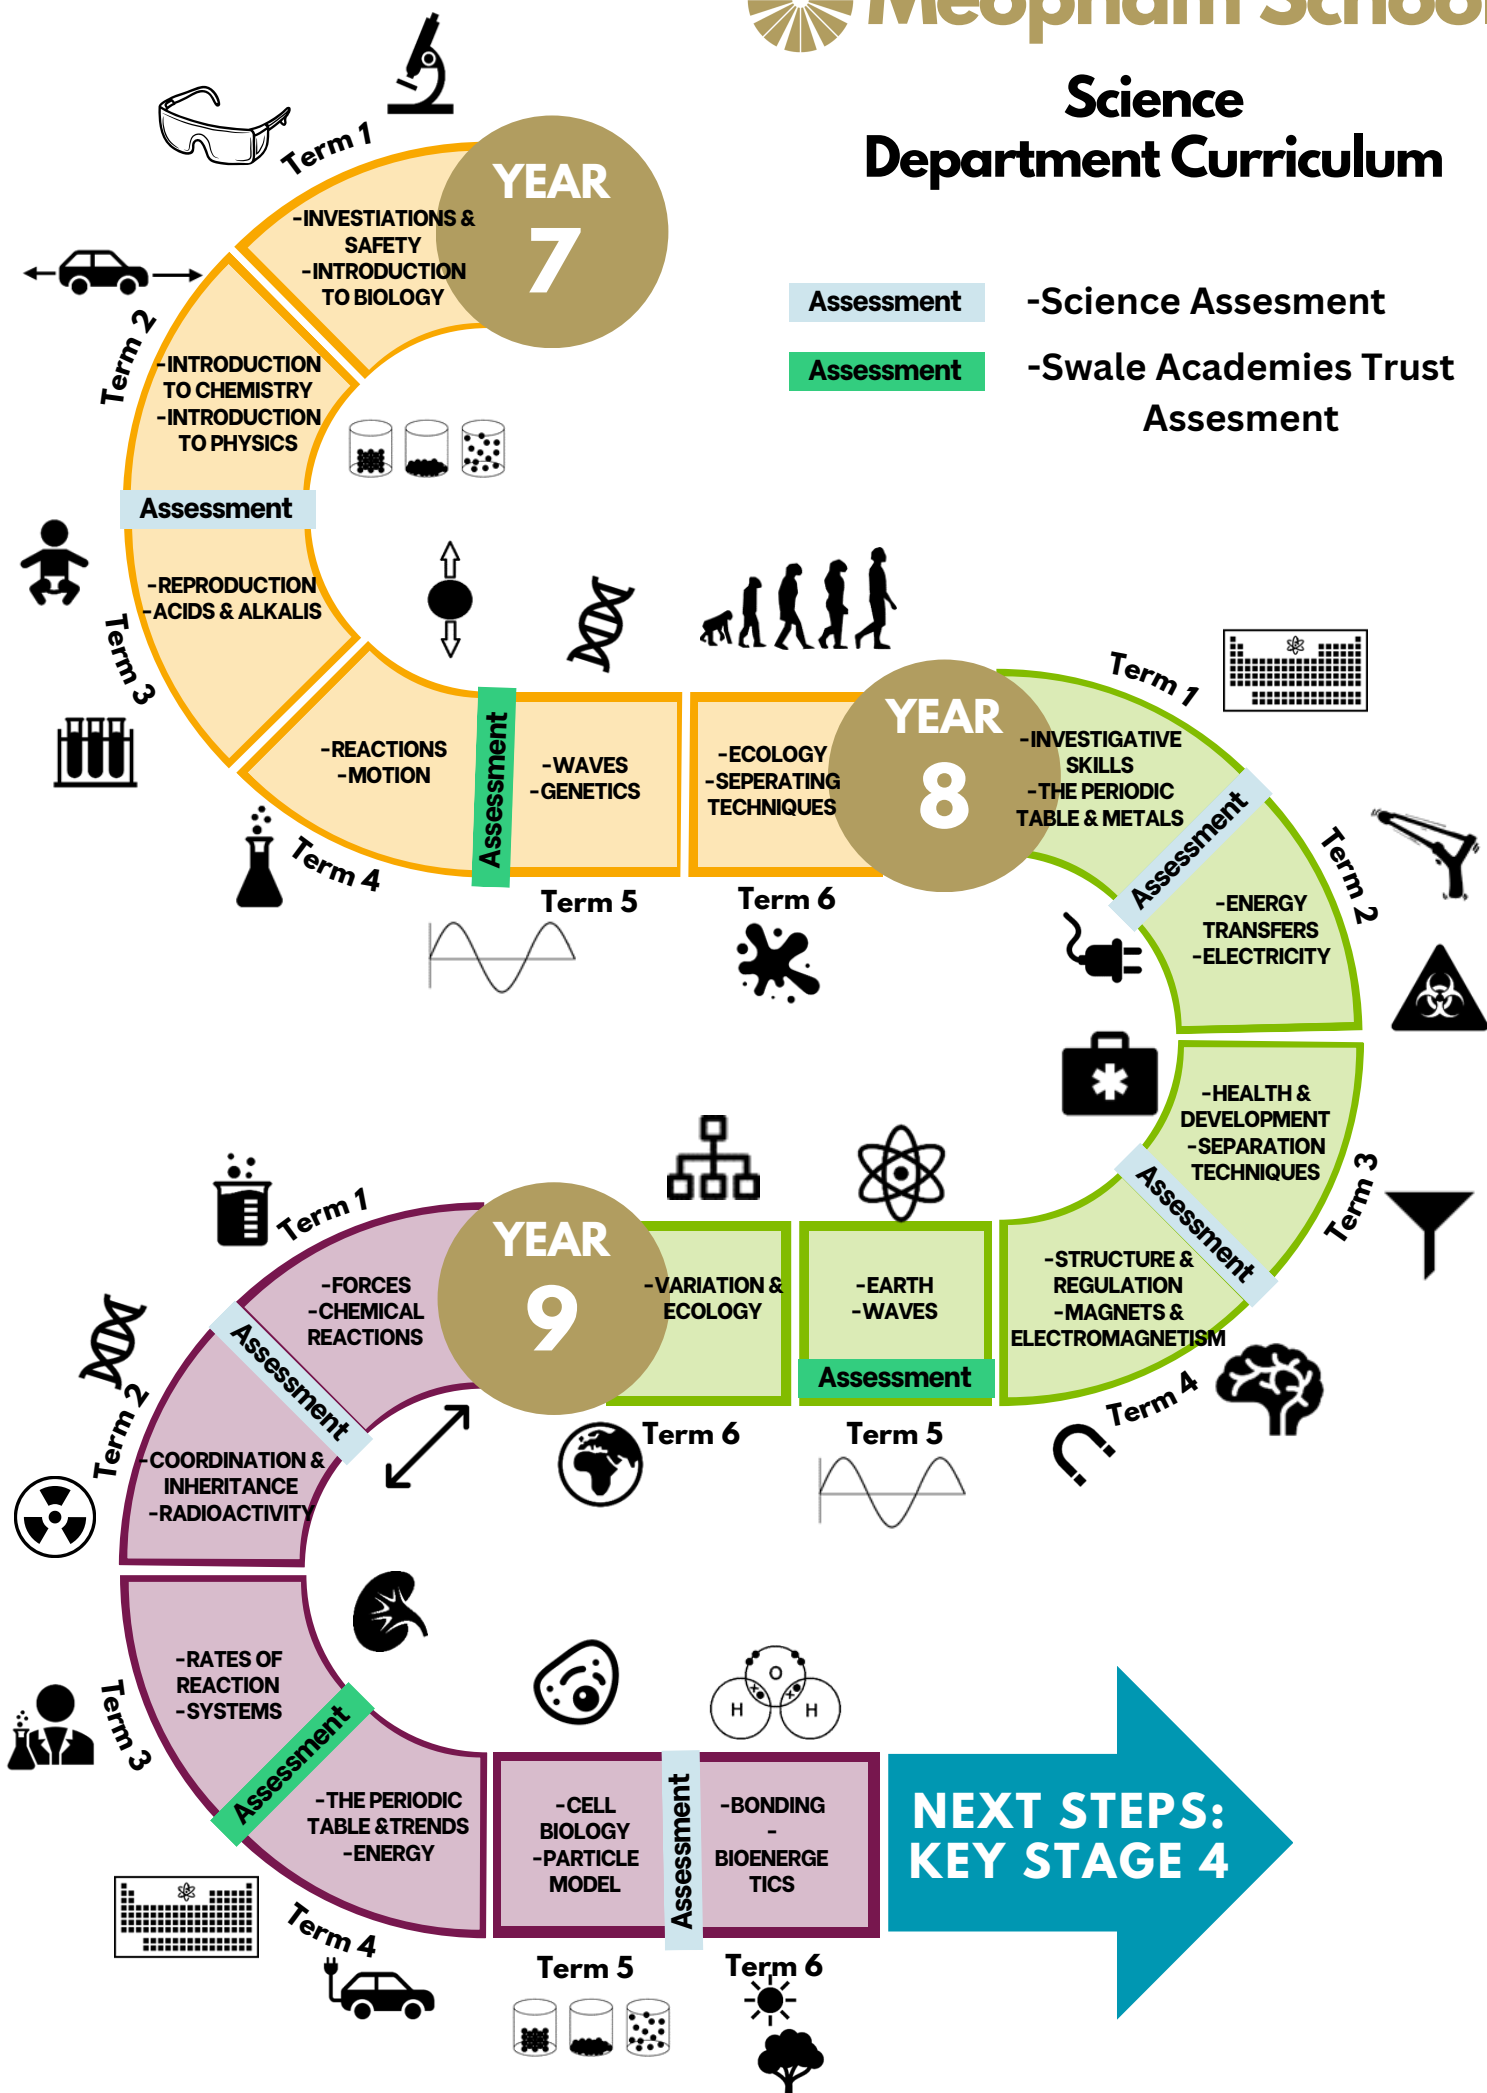 Meopham School
Science
Department Curriculum
Assessment
-Science Assesment
Assessment
-Swale Academies Trust
Assesment
YEAR
7
Term 1
-INVESTIATIONS &
SAFETY
-INTRODUCTION
TO BIOLOGY
Term 2
-INTRODUCTION
TO CHEMISTRY
-INTRODUCTION
TO PHYSICS
Assessment
-REPRODUCTION
-ACIDS & ALKALIS
Term 3
-REACTIONS
-MOTION
Term 4
Assessment
-WAVES
-GENETICS
Term 5
-ECOLOGY
-SEPERATING
TECHNIQUES
Term 6
YEAR
8
Term 1
-INVESTIGATIVE
SKILLS
-THE PERIODIC
TABLE & METALS
Assessment
Term 2
-ENERGY
TRANSFERS
-ELECTRICITY
-HEALTH &
DEVELOPMENT
-SEPARATION
TECHNIQUES
Term 3
Assessment
-STRUCTURE &
REGULATION
-MAGNETS &
ELECTROMAGNETISM
Term 4
-EARTH
-WAVES
Assessment
Term 5
-VARIATION &
ECOLOGY
Term 6
YEAR
9
Term 1
-FORCES
-CHEMICAL
REACTIONS
Assessment
Term 2
-COORDINATION &
INHERITANCE
-RADIOACTIVITY
-RATES OF
REACTION
-SYSTEMS
Term 3
Assessment
-THE PERIODIC
TABLE &TRENDS
-ENERGY
Term 4
-CELL
BIOLOGY
-PARTICLE
MODEL
Term 5
Assessment
O
H
H
-BONDING
-
BIOENERGE
TICS
Term 6
NEXT STEPS:
KEY STAGE 4